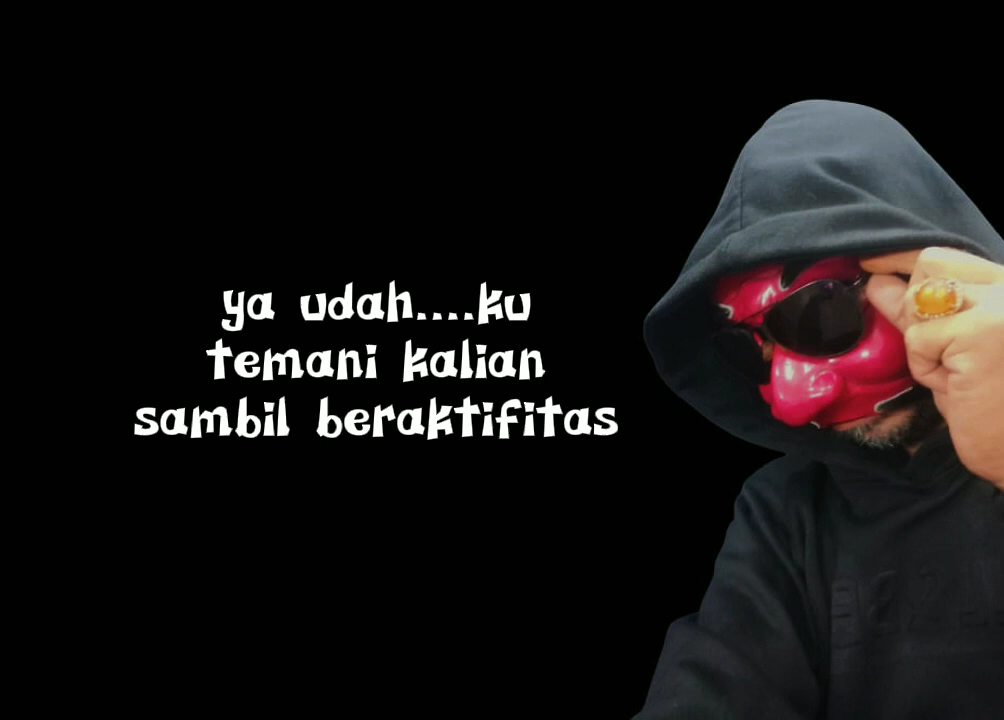 ya udah....ku
temani kalian
sambil beraktifitas